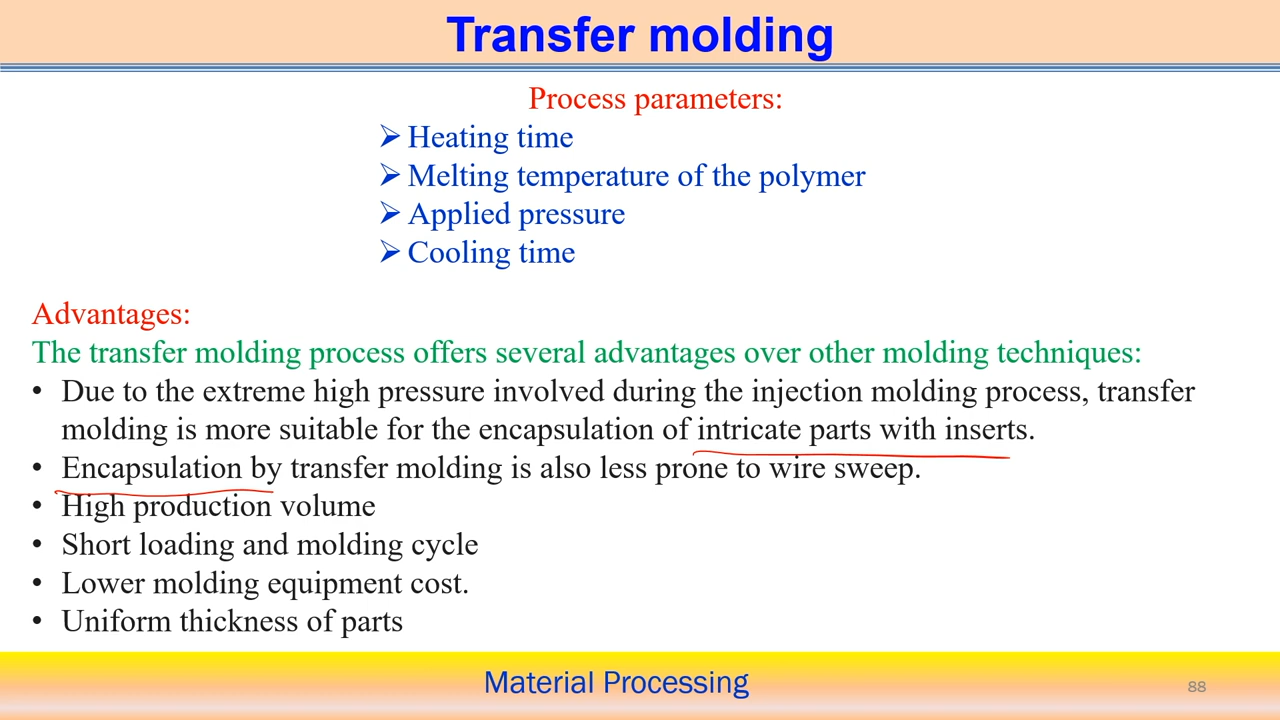 Transfer molding
Process parameters:
➢ Heating time
➢ Melting temperature of the polymer
➢ Applied pressure
➢ Cooling time
Advantages:
The transfer molding process offers several advantages over other molding techniques:
• Due to the extreme high pressure involved during the injection molding process, transfer
molding is more suitable for the encapsulation of intricate parts with inserts.
• Encapsulation by transfer molding is also less prone to wire sweep.
• High production volume
• Short loading and molding cycle
• Lower molding equipment cost.
• Uniform thickness of parts
Material Processing
88